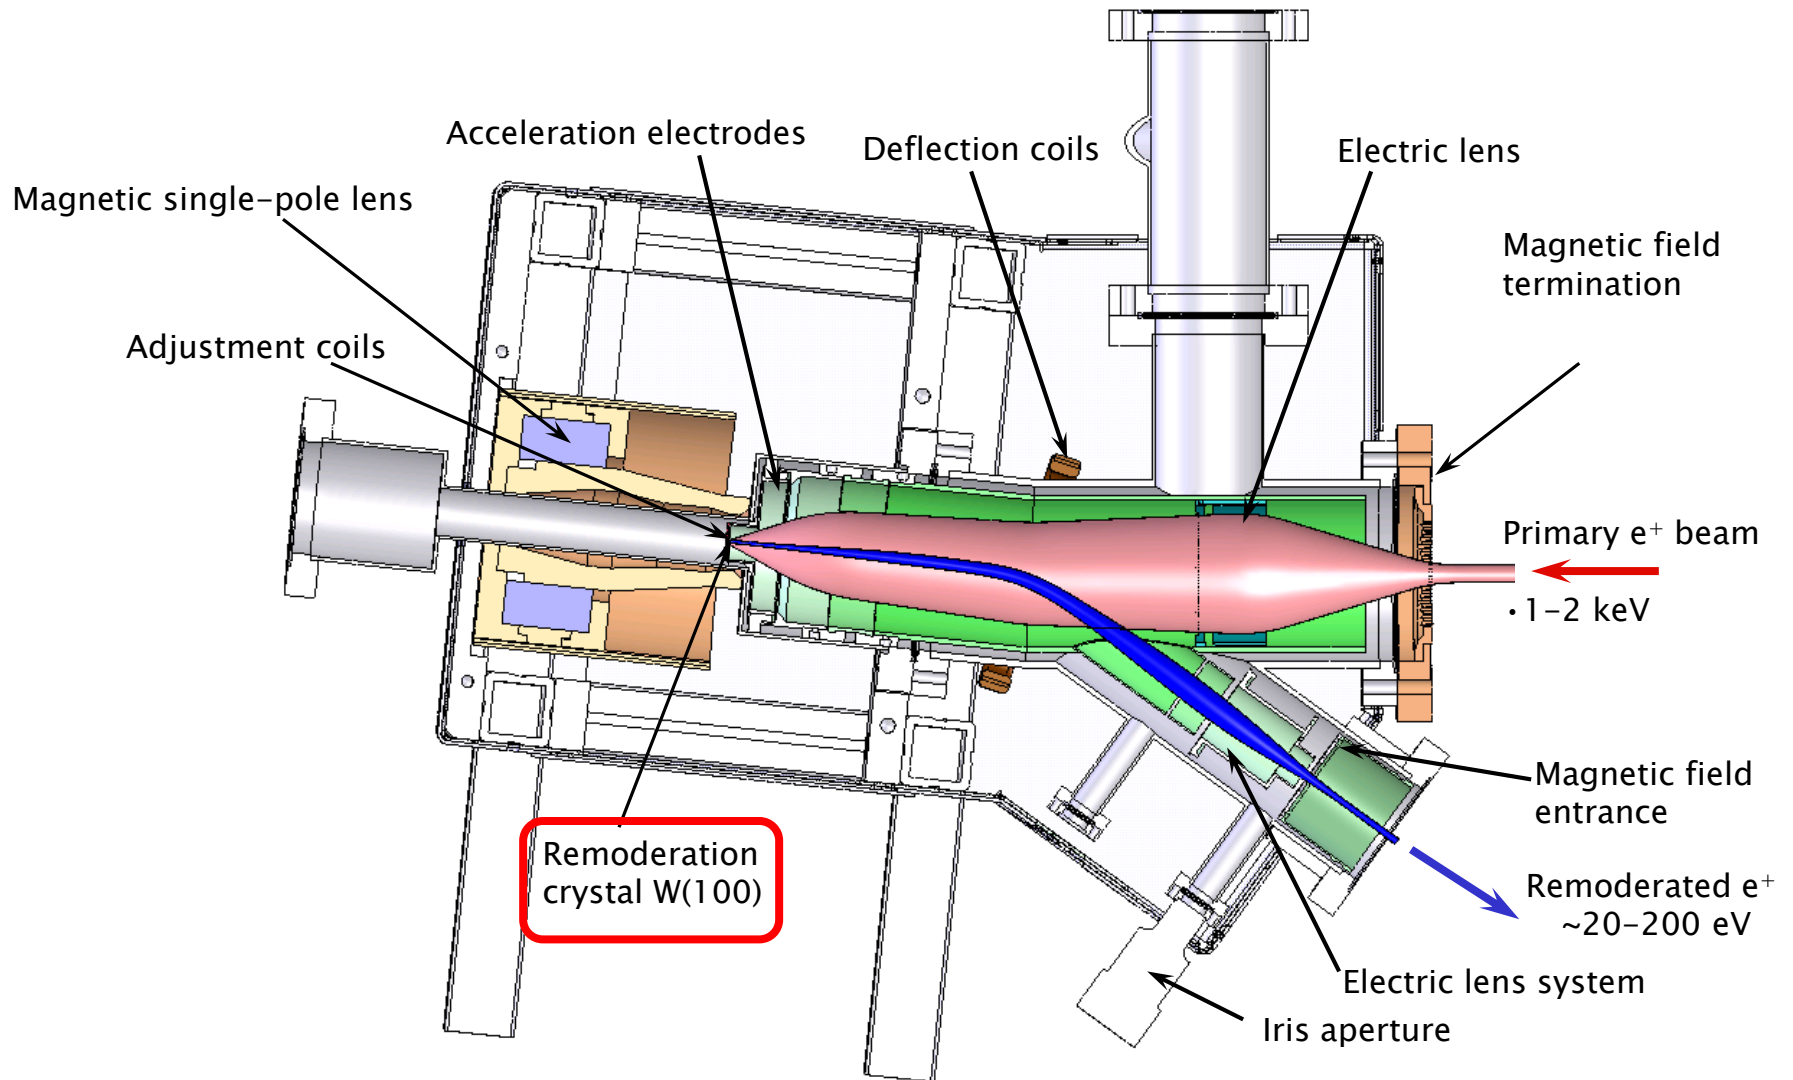 Acceleration electrodes
Deflection coils
Electric lens
Magnetic single-pole lens
Magnetic field
termination
Adjustment coils
Primary e⁺ beam
• 1-2 keV
Magnetic field
entrance
Remoderation
crystal W(100)
Remoderated e⁺
~20-200 eV
Electric lens system
Iris aperture